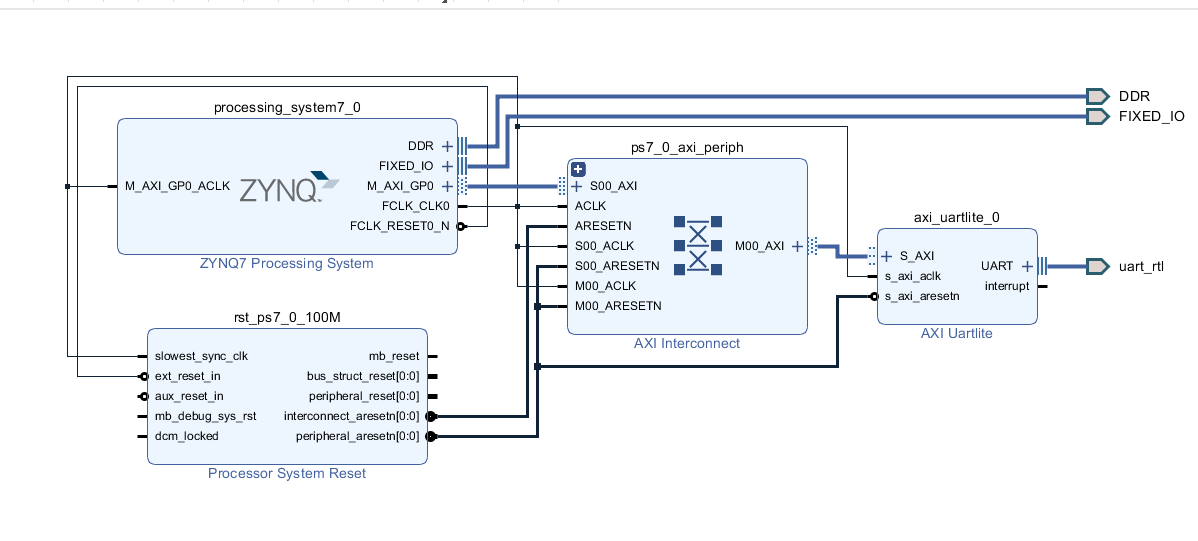 processing_system7_0
DDR
FIXED_IO
M_AXI_GP0_ACLK
ZYNQ
M_AXI_GP0
FCLK_CLK0
FCLK_RESET0_N
ZYNQ7 Processing System
rst_ps7_0_100M
slowest_sync_clk
ext_reset_in
aux_reset_in
mb_debug_sys_rst
dcm_locked
mb_reset
bus_struct_reset[0:0]
peripheral_reset[0:0]
interconnect_aresetn[0:0]
peripheral_aresetn[0:0]
Processor System Reset
ps7_0_axi_periph
S00_AXI
ACLK
ARESETN
S00_ACLK
S00_ARESETN
M00_ACLK
M00_ARESETN
M00_AXI
AXI Interconnect
axi_uartlite_0
S_AXI
s_axi_aclk
s_axi_aresetn
UART
interrupt
AXI Uartlite
DDR
FIXED_IO
uart_rtl